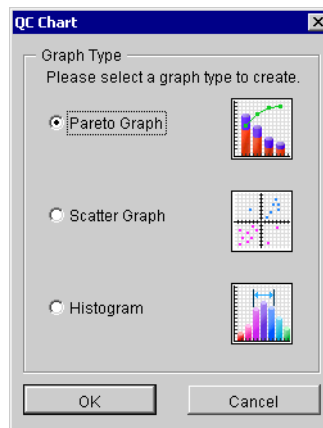 QC Chart
Graph Type
Please select a graph type to create.
Pareto Graph
Scatter Graph
Histogram
OK
Cancel